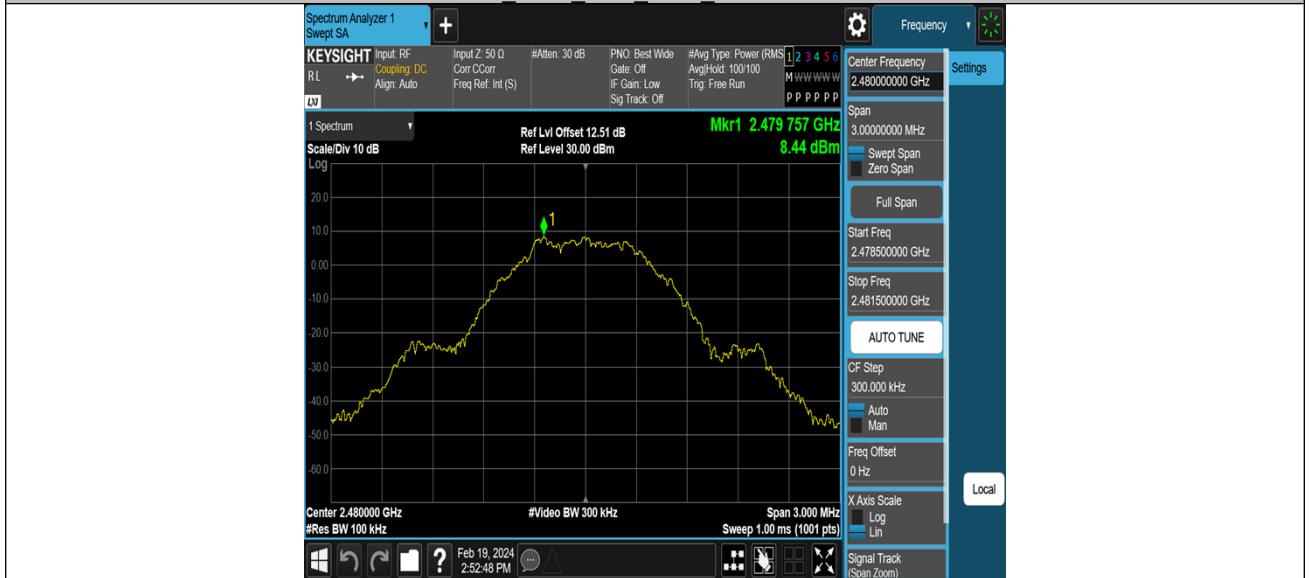 Spectrum Analyzer 1
Swept SA
+
Frequency
KEYSIGHT
RL
LXI
Input: RF
Coupling: DC
Align: Auto
Input Z: 50 Ω
Corr CCorr
Freq Ref: Int (S)
#Atten: 30 dB
PNO: Best Wide
Gate: Off
IF Gain: Low
Sig Track: Off
#Avg Type: Power (RMS
Avg|Hold: 100/100
Trig: Free Run
1 2 3 4 5 6
M W W W W W
P P P P P P
1 Spectrum
Scale/Div 10 dB
Log
Ref Lvl Offset 12.51 dB
Ref Level 30.00 dBm
Mkr1 2.479 757 GHz
8.44 dBm
1
20.0
10.0
0.00
-10.0
-20.0
-30.0
-40.0
-50.0
-60.0
Center 2.480000 GHz
#Res BW 100 kHz
#Video BW 300 kHz
Span 3.000 MHz
Sweep 1.00 ms (1001 pts)
Center Frequency
2.480000000 GHz
Settings
Span
3.00000000 MHz
Swept Span
Zero Span
Full Span
Start Freq
2.478500000 GHz
Stop Freq
2.481500000 GHz
AUTO TUNE
CF Step
300.000 kHz
Auto
Man
Freq Offset
0 Hz
Local
X Axis Scale
Log
Lin
Signal Track
(Span Zoom)
?
Feb 19, 2024
2:52:48 PM